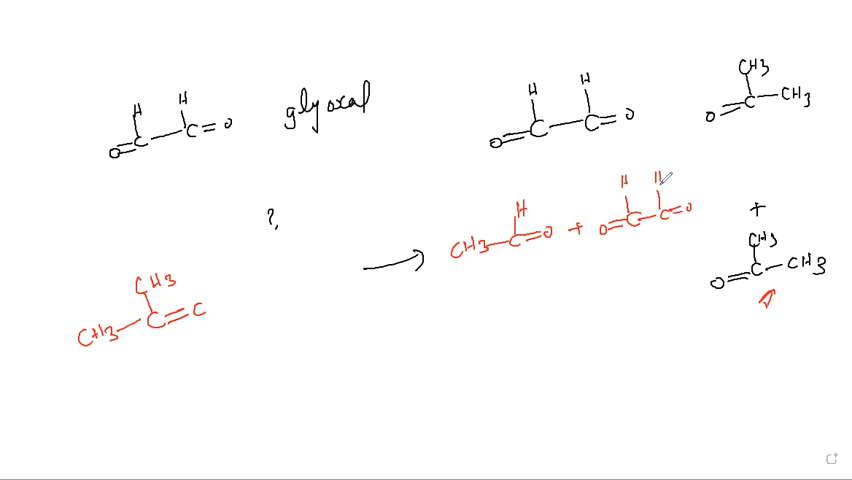 H H
O=C-C=O
glyoxal
H H
O=C-C=O
CH3
O=C-CH3
?
H
CH3-C=O + H H
O=C-C=O
+
CH3
O=C-CH3
CH3
CH3-C=C